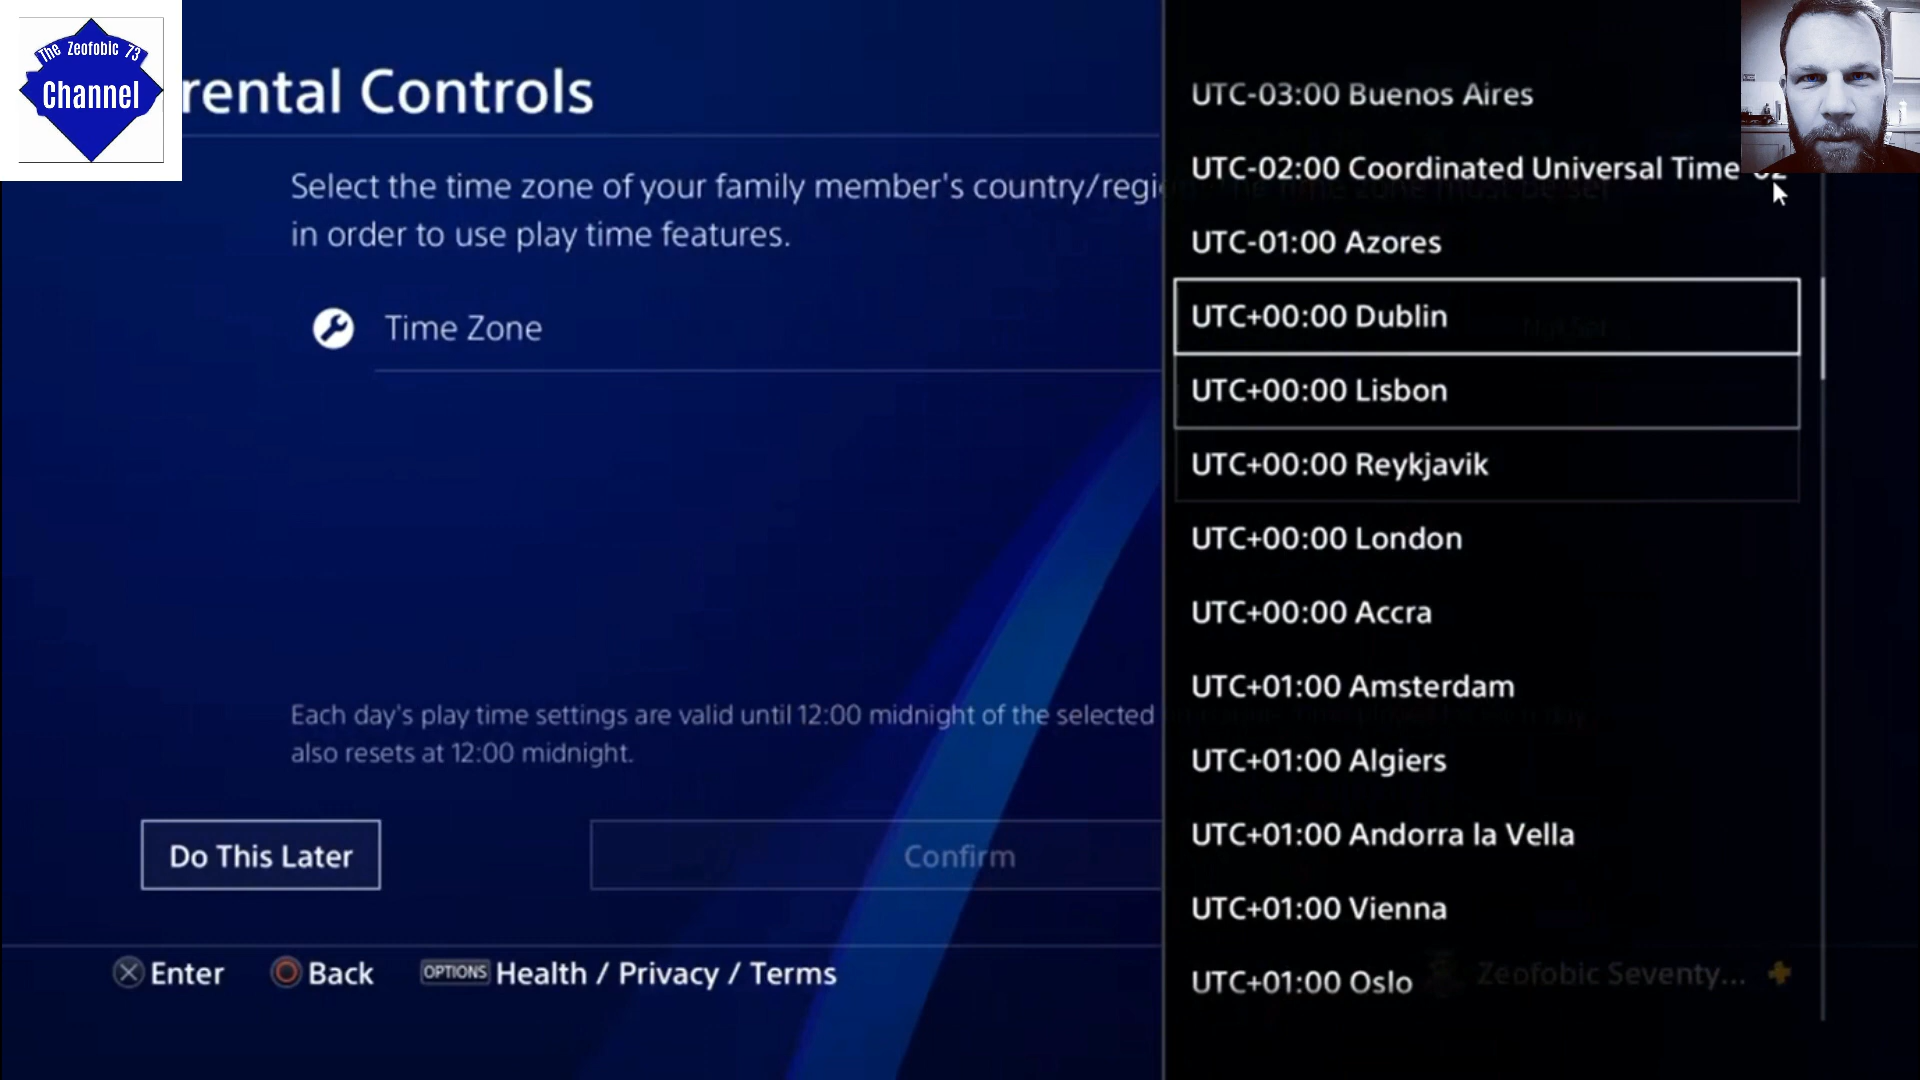 The Zeofobic 73
Channel
rental Controls
Select the time zone of your family member's country/regi
in order to use play time features.
Time Zone
Each day's play time settings are valid until 12:00 midnight of the selected
also resets at 12:00 midnight.
Do This Later
Confirm
Enter
Back
OPTIONS Health / Privacy / Terms
UTC-03:00 Buenos Aires
UTC-02:00 Coordinated Universal Time-02
UTC-01:00 Azores
UTC+00:00 Dublin
UTC+00:00 Lisbon
UTC+00:00 Reykjavik
UTC+00:00 London
UTC+00:00 Accra
UTC+01:00 Amsterdam
UTC+01:00 Algiers
UTC+01:00 Andorra la Vella
UTC+01:00 Vienna
UTC+01:00 Oslo
Zeofobic Seventy...